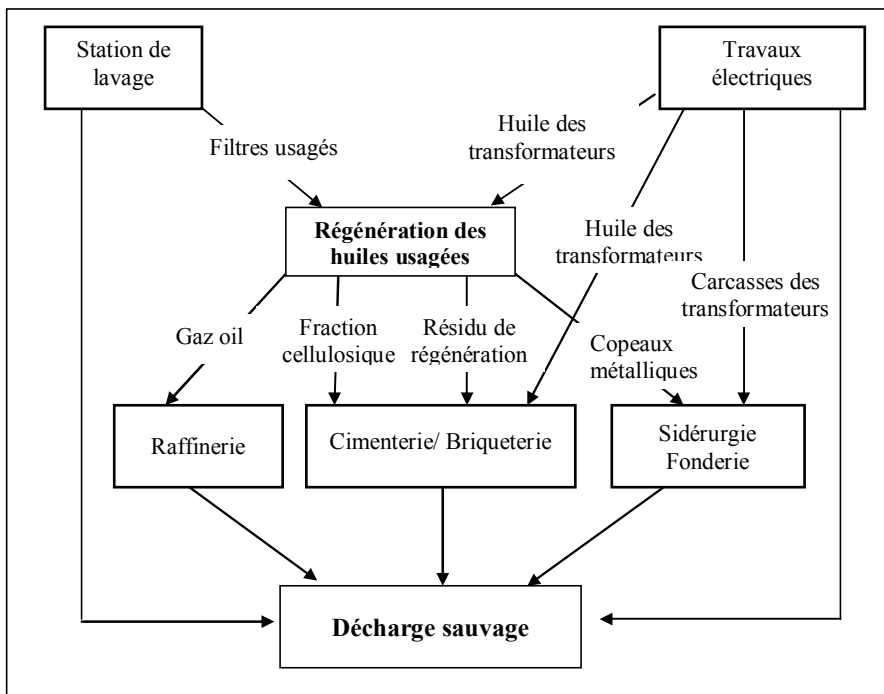 Station de
lavage
Travaux
électriques
Filtres usagés
Huile des
transformateurs
Régénération des
huiles usagées
Huile des
transformateurs
Carcasses des
transformateurs
Gaz oil
Fraction
cellulosique
Résidu de
régénération
Copeaux
métalliques
Raffinerie
Cimenterie/ Briqueterie
Sidérurgie
Fonderie
Décharge sauvage